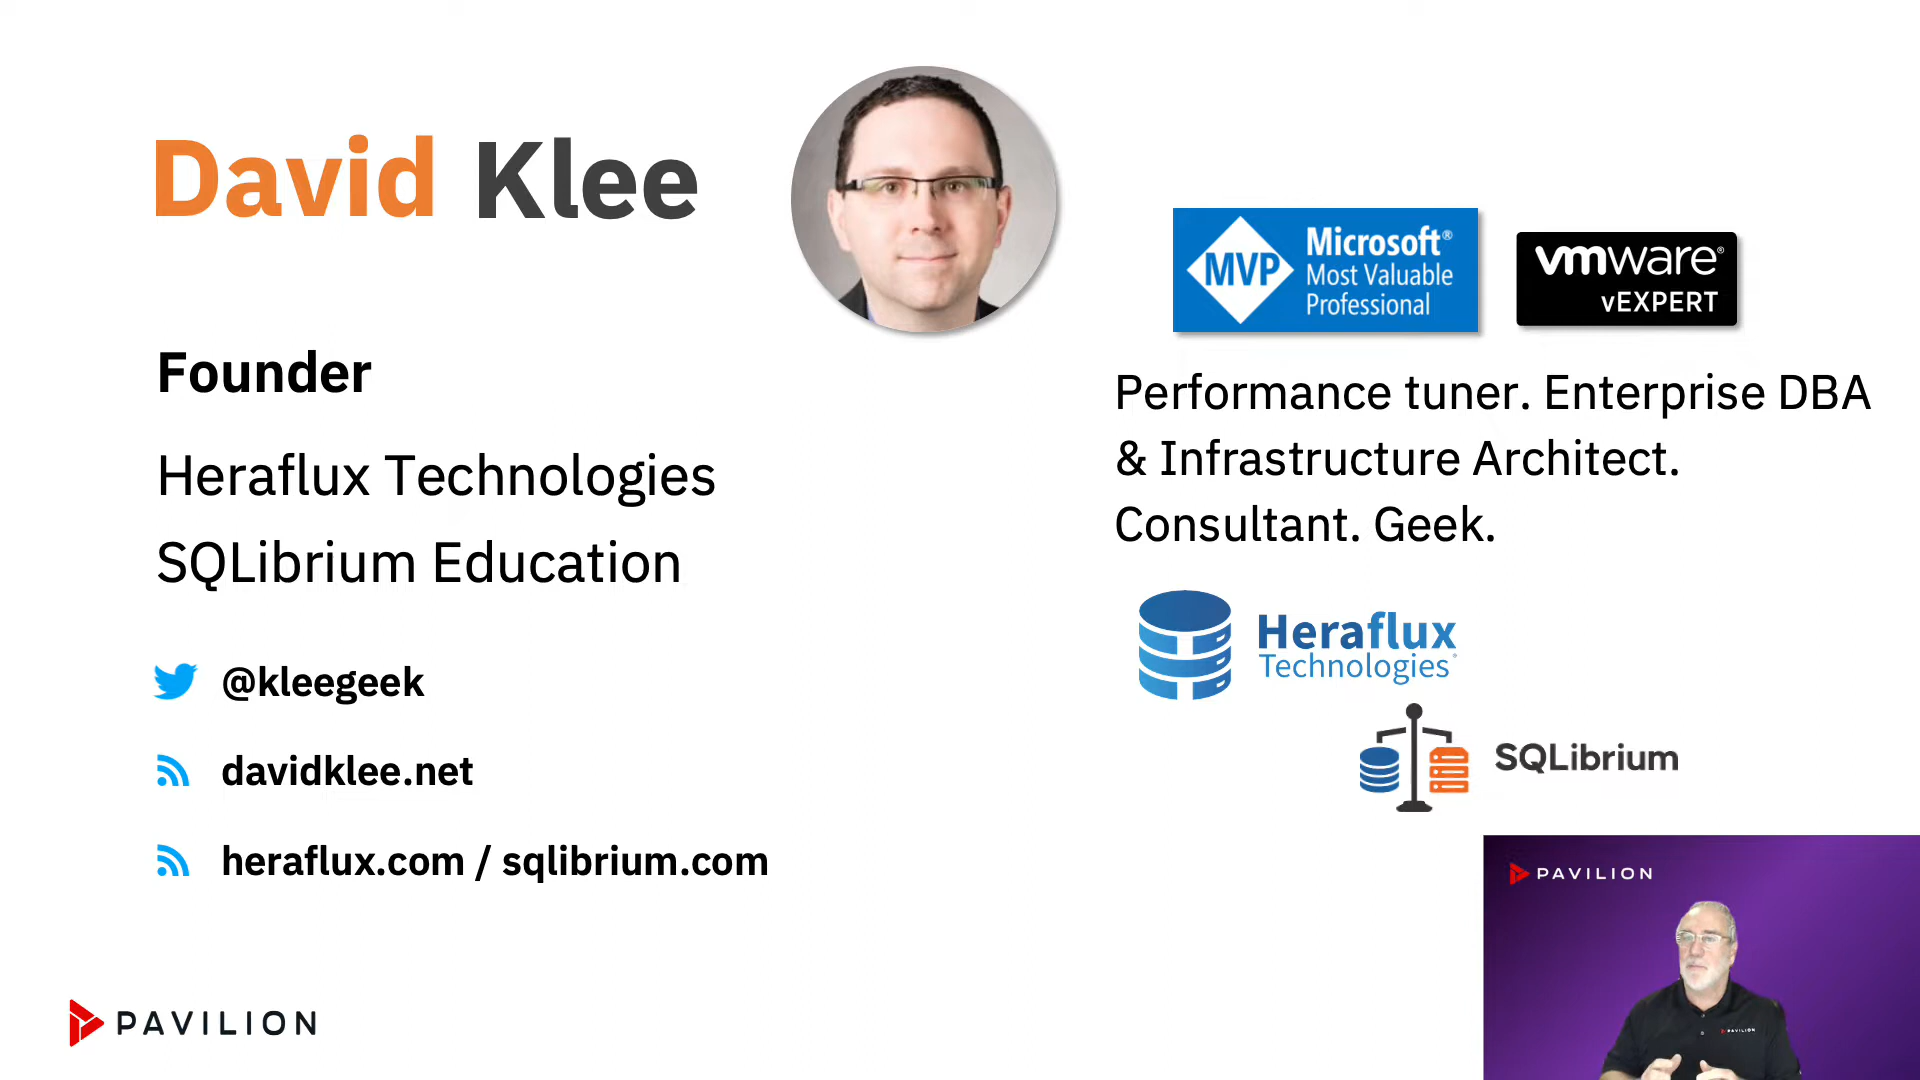 David Klee
Founder
Heraflux Technologies
SQLibrium Education
@kleegeek
davidklee.net
heraflux.com / sqlibrium.com
PAVILION
MVP
Microsoft®
Most Valuable
Professional
vmware®
vEXPERT
Performance tuner. Enterprise DBA
& Infrastructure Architect.
Consultant. Geek.
Heraflux
Technologies
SQLibrium
PAVILION
PAVILION